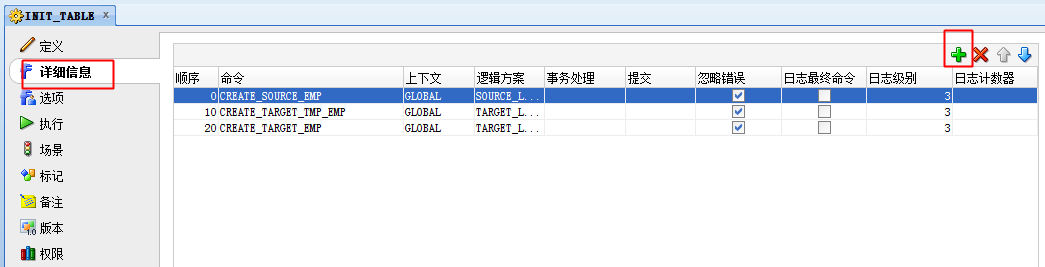 INIT_TABLE
定义
详细信息
选项
执行
场景
标记
备注
版本
权限
顺序 命令 上下文 逻辑方案 事务处理 提交 忽略错误 日志最终命令 日志级别 日志计数器
0 CREATE_SOURCE_EMP GLOBAL SOURCE_L... 3
10 CREATE_TARGET_TMP_EMP GLOBAL TARGET_L... 3
20 CREATE_TARGET_EMP GLOBAL TARGET_L... 3